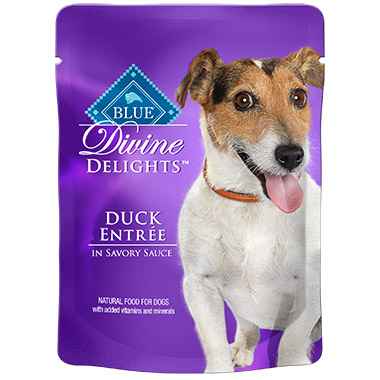 BLUE
Divine
DELIGHTS™
DUCK
ENTRÉE
IN SAVORY SAUCE
NATURAL FOOD FOR DOGS
with added vitamins and minerals